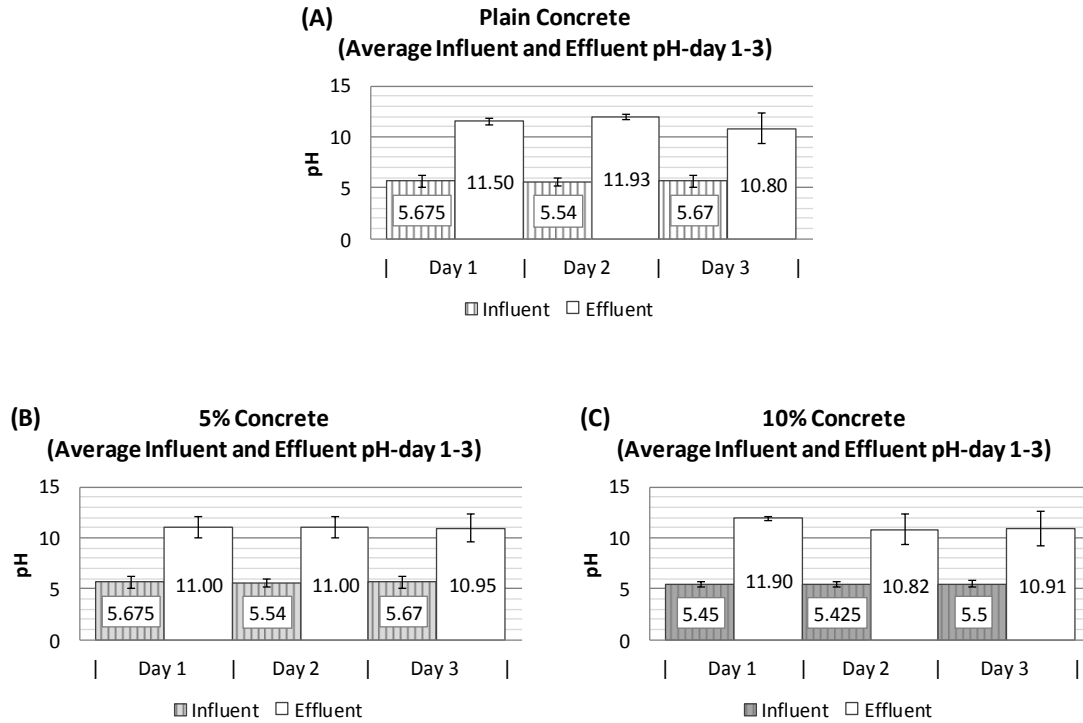 (A) Plain Concrete
(Average Influent and Effluent pH-day 1-3)
15
10
5
0
pH
5.675 11.50 5.54 11.93 5.67 10.80
| Day 1 | Day 2 | Day 3 |
Influent Effluent
(B) 5% Concrete
(Average Influent and Effluent pH-day 1-3)
15
10
5
0
pH
5.675 11.00 5.54 11.00 5.67 10.95
| Day 1 | Day 2 | Day 3 |
Influent Effluent
(C) 10% Concrete
(Average Influent and Effluent pH-day 1-3)
15
10
5
0
pH
5.45 11.90 5.425 10.82 5.5 10.91
| Day 1 | Day 2 | Day 3 |
Influent Effluent